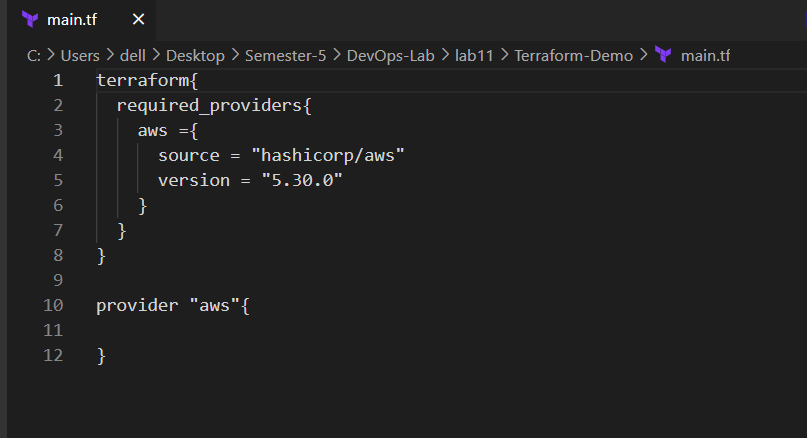 main.tf ×
C: > Users > dell > Desktop > Semester-5 > DevOps-Lab > lab11 > Terraform-Demo > main.tf
1 terraform{
2   required_providers{
3     aws ={
4       source = "hashicorp/aws"
5       version = "5.30.0"
6     }
7   }
8 }
9
10 provider "aws"{
11
12 }